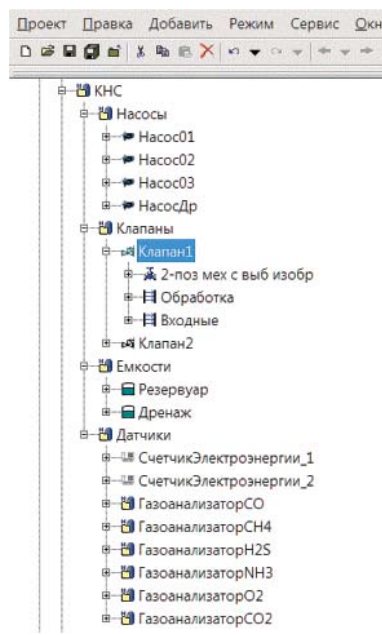 Проект Правка Добавить Режим Сервис
КНС
Насосы
Насос01
Насос02
Насос03
НасосДр
Клапаны
Клапан1
2-поз мех с выб изобр
Обработка
Входные
Клапан2
Емкости
Резервуар
Дренаж
Датчики
СчетчикЭлектроэнергии_1
СчетчикЭлектроэнергии_2
ГазоанализаторCO
ГазоанализаторCH4
ГазоанализаторH2S
ГазоанализаторNH3
ГазоанализаторO2
ГазоанализаторCO2